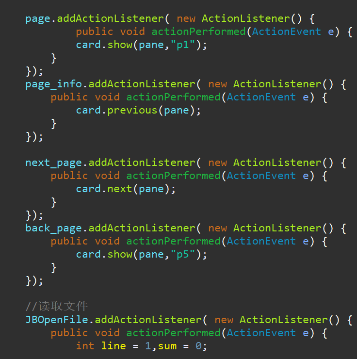 page.addActionListener( new ActionListener() {
public void actionPerformed(ActionEvent e) {
card.show(pane,"p1");
}
});
page_info.addActionListener( new ActionListener() {
public void actionPerformed(ActionEvent e) {
card.previous(pane);
}
});
next_page.addActionListener( new ActionListener() {
public void actionPerformed(ActionEvent e) {
card.next(pane);
}
});
back_page.addActionListener( new ActionListener() {
public void actionPerformed(ActionEvent e) {
card.show(pane,"p5");
}
});
//读取文件
JBOpenFile.addActionListener( new ActionListener() {
public void actionPerformed(ActionEvent e) {
int line = 1,sum = 0;